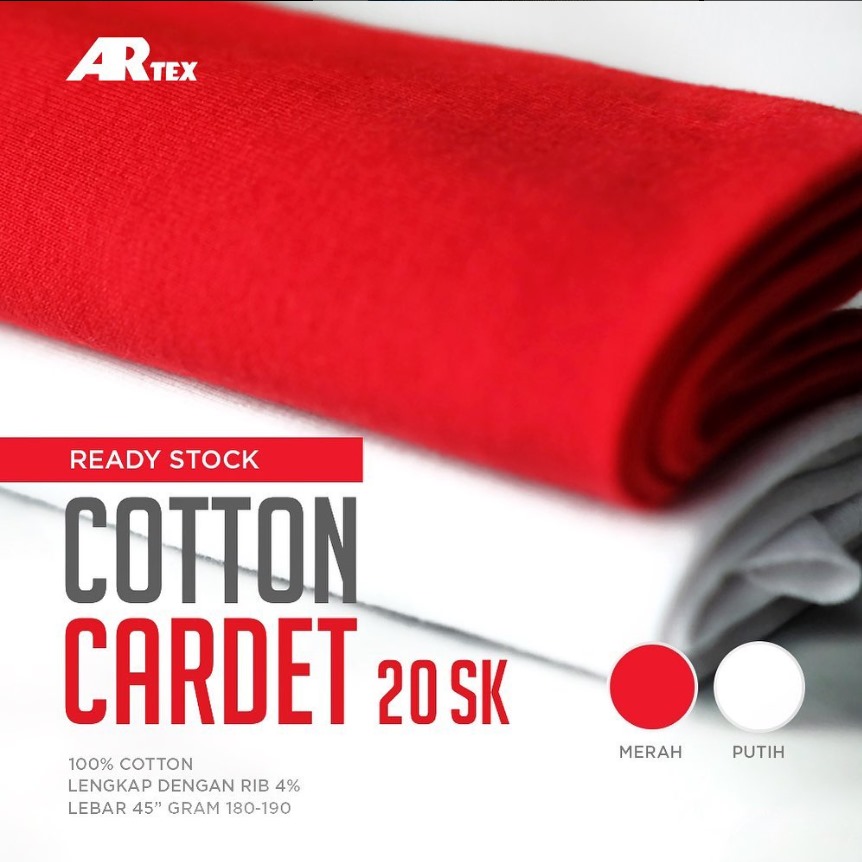 ARTEX
READY STOCK
COTTON
CARDET 20 SK
MERAH PUTIH
100% COTTON
LENGKAP DENGAN RIB 4%
LEBAR 45” GRAM 180-190